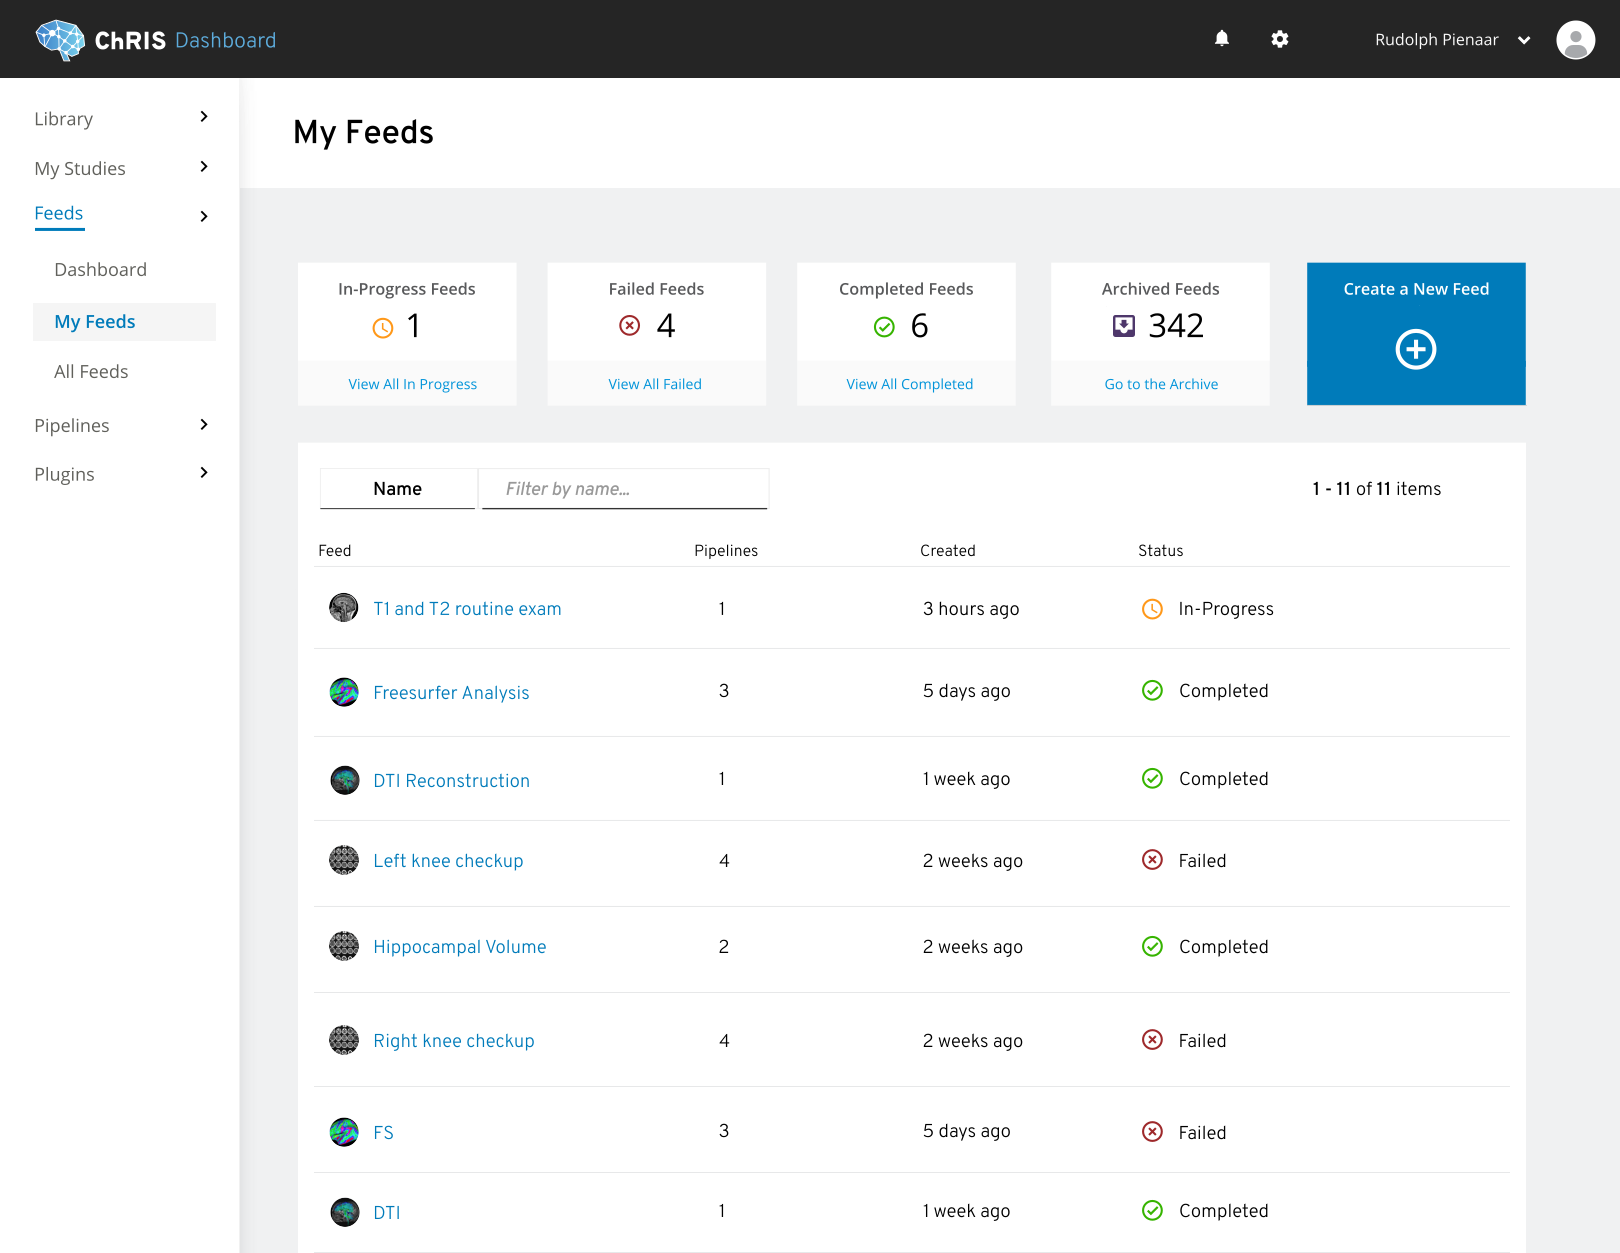 ChRIS Dashboard
Rudolph Pienaar
Library
My Studies
Feeds
Dashboard
My Feeds
All Feeds
Pipelines
Plugins
My Feeds
In-Progress Feeds
1
View All In Progress
Failed Feeds
4
View All Failed
Completed Feeds
6
View All Completed
Archived Feeds
342
Go to the Archive
Create a New Feed
Name Filter by name... 1 - 11 of 11 items
Feed Pipelines Created Status
T1 and T2 routine exam 1 3 hours ago In-Progress
Freesurfer Analysis 3 5 days ago Completed
DTI Reconstruction 1 1 week ago Completed
Left knee checkup 4 2 weeks ago Failed
Hippocampal Volume 2 2 weeks ago Completed
Right knee checkup 4 2 weeks ago Failed
FS 3 5 days ago Failed
DTI 1 1 week ago Completed